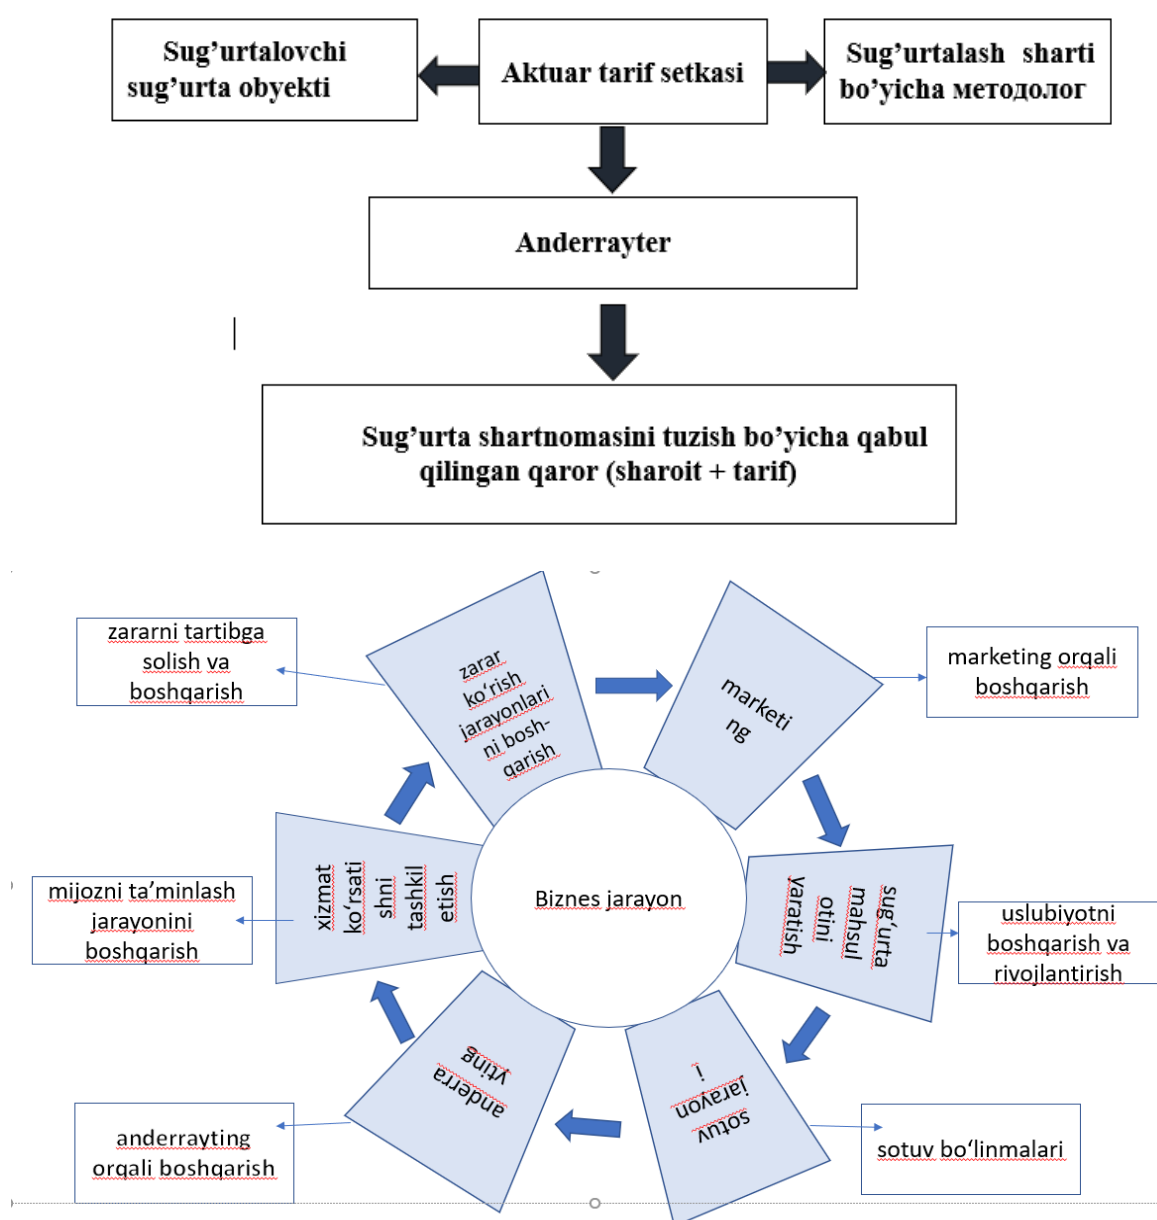 Sug’urtalovchi
sug’urta obyekti
Aktuar tarif setkasi
Sug’urtalash sharti
bo’yicha методолог
Anderrayter
Sug’urta shartnomasini tuzish bo’yicha qabul
qilingan qaror (sharoit + tarif)
zararni tartibga
solish va
boshqarish
zarar
ko‘rish
jarayonlari
ni bosh-
qarish
marketi
ng
marketing orqali
boshqarish
mijozni ta’minlash
jarayonini
boshqarish
xizmat
ko‘rsati
shni
tashkil
etish
Biznes jarayon
sug‘urta
mahsul
otini
yaratish
uslubiyotni
boshqarish va
rivojlantirish
anderrayting
orqali boshqarish
anderra
yting
sotuv
jarayon
i
sotuv bo‘linmalari